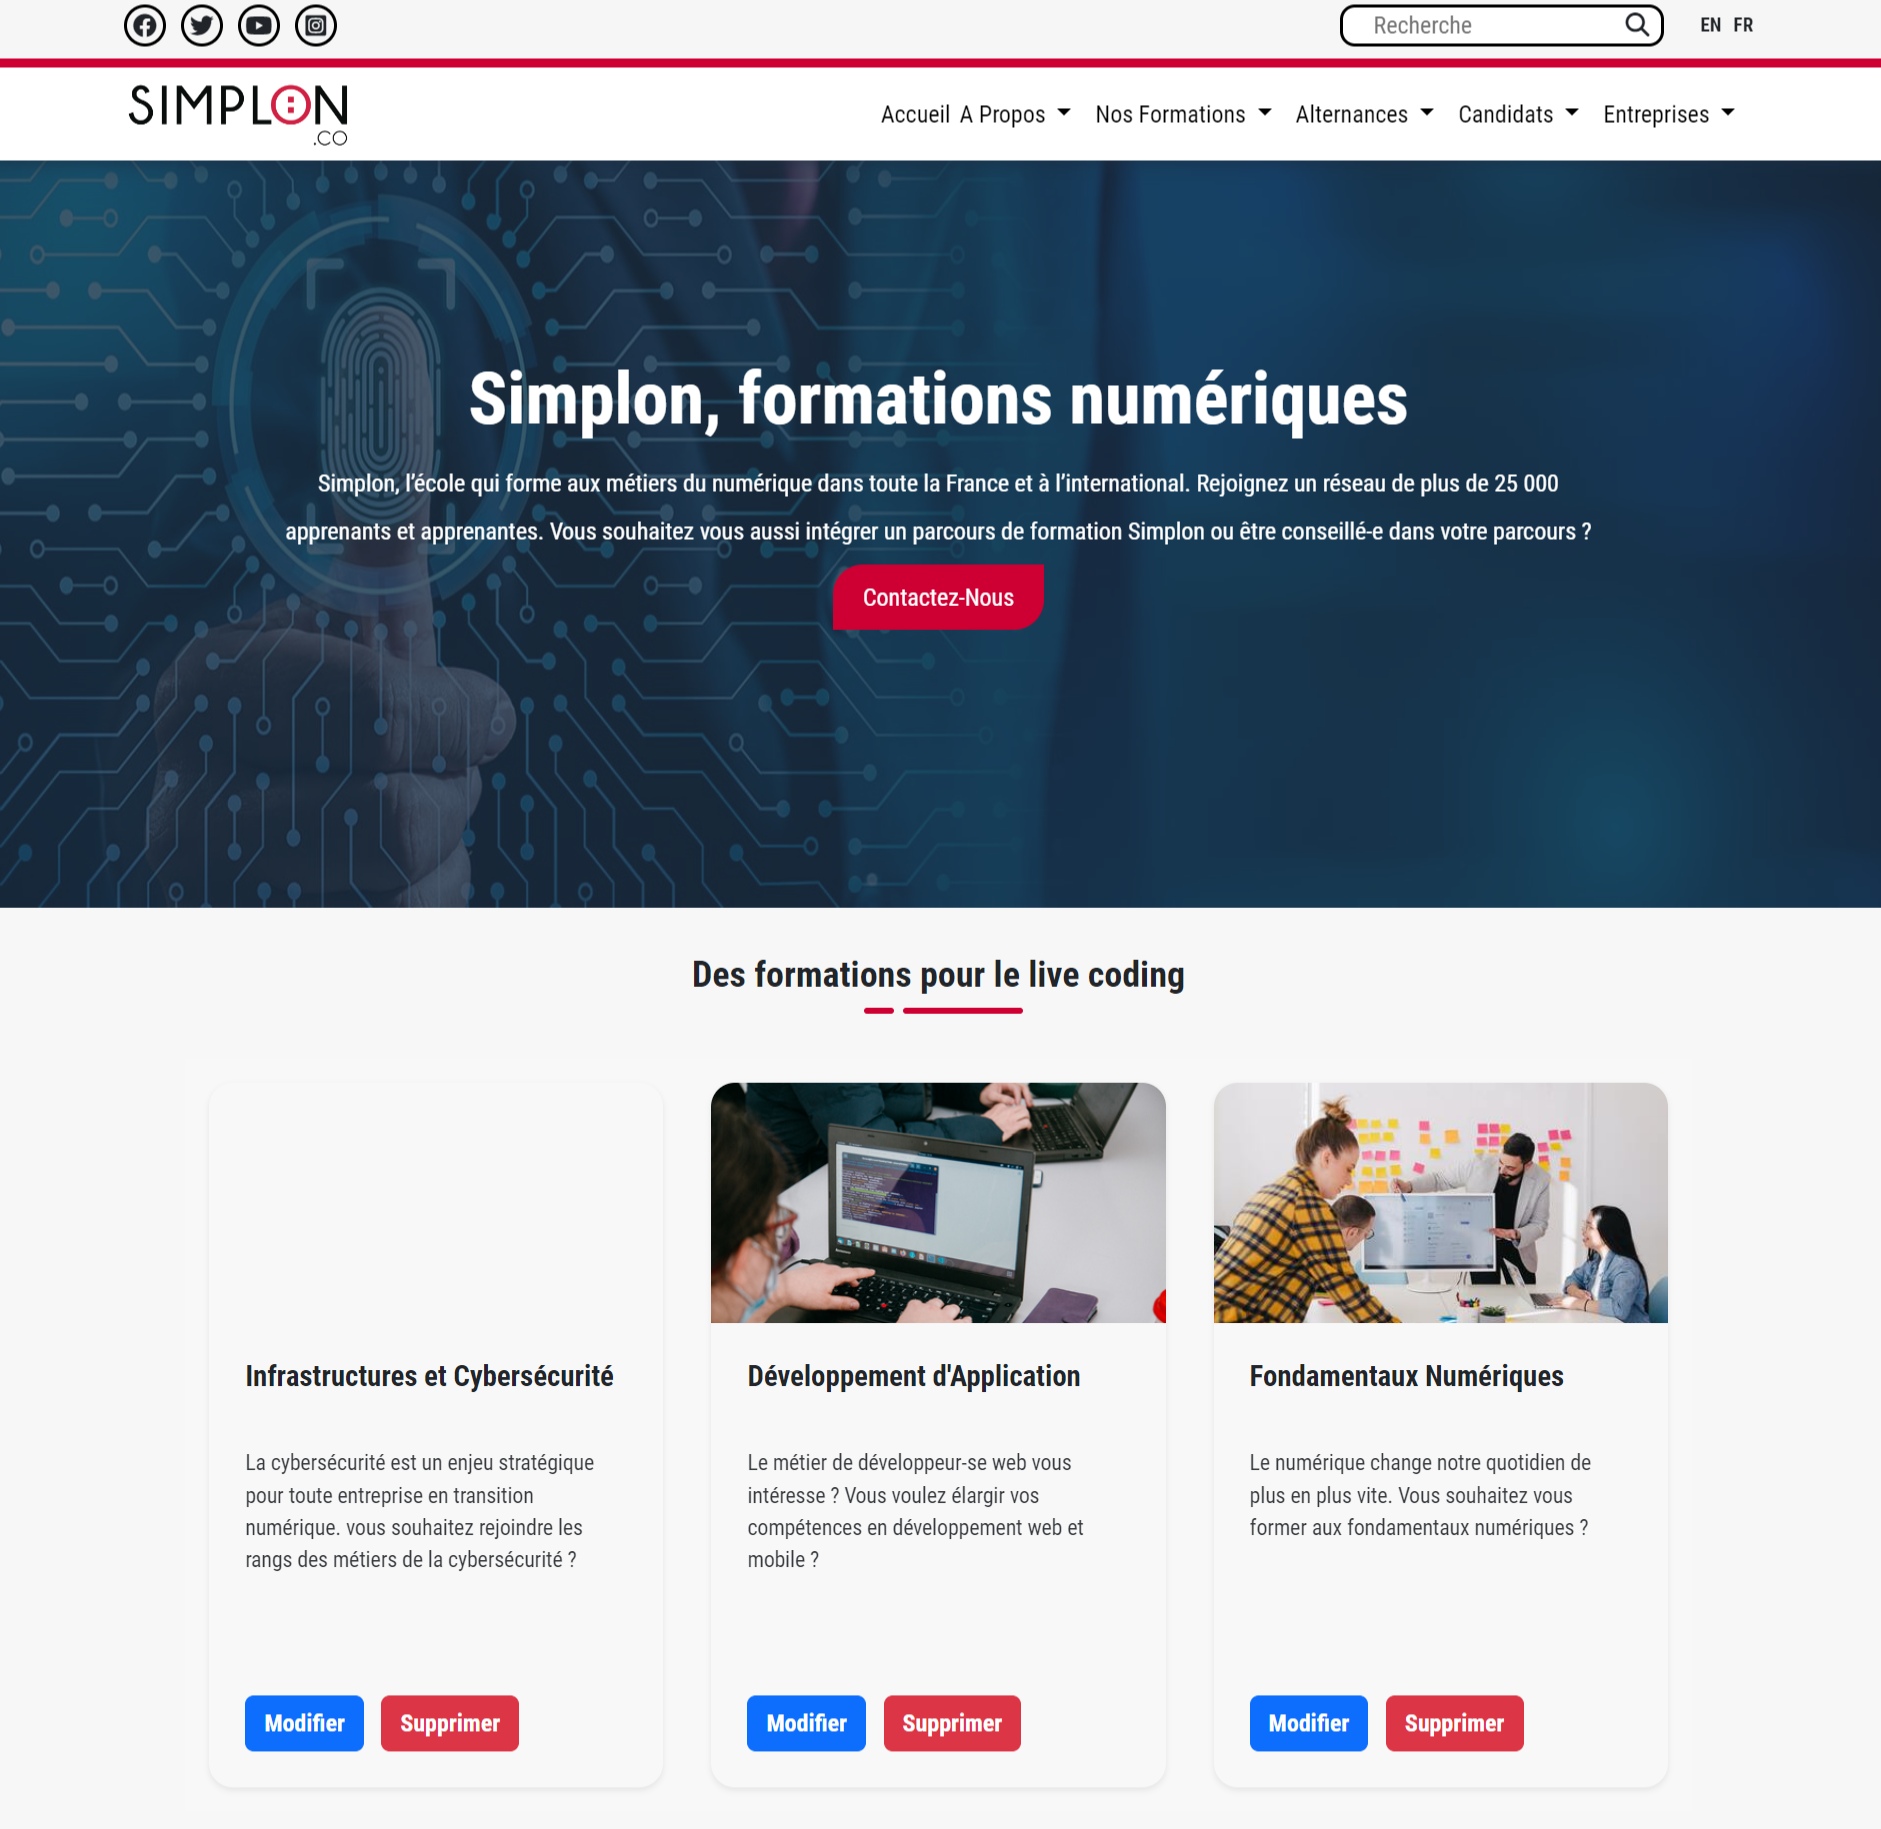 Recherche
EN FR
SIMPLON
.CO
Accueil A Propos Nos Formations Alternances Candidats Entreprises
Simplon, formations numériques
Simplon, l’école qui forme aux métiers du numérique dans toute la France et à l’international. Rejoignez un réseau de plus de 25 000
apprenants et apprenantes. Vous souhaitez vous aussi intégrer un parcours de formation Simplon ou être conseillé-e dans votre parcours ?
Contactez-Nous
Des formations pour le live coding
Infrastructures et Cybersécurité
La cybersécurité est un enjeu stratégique
pour toute entreprise en transition
numérique. vous souhaitez rejoindre les
rangs des métiers de la cybersécurité ?
Modifier Supprimer
Développement d'Application
Le métier de développeur-se web vous
intéresse ? Vous voulez élargir vos
compétences en développement web et
mobile ?
Modifier Supprimer
Fondamentaux Numériques
Le numérique change notre quotidien de
plus en plus vite. Vous souhaitez vous
former aux fondamentaux numériques ?
Modifier Supprimer